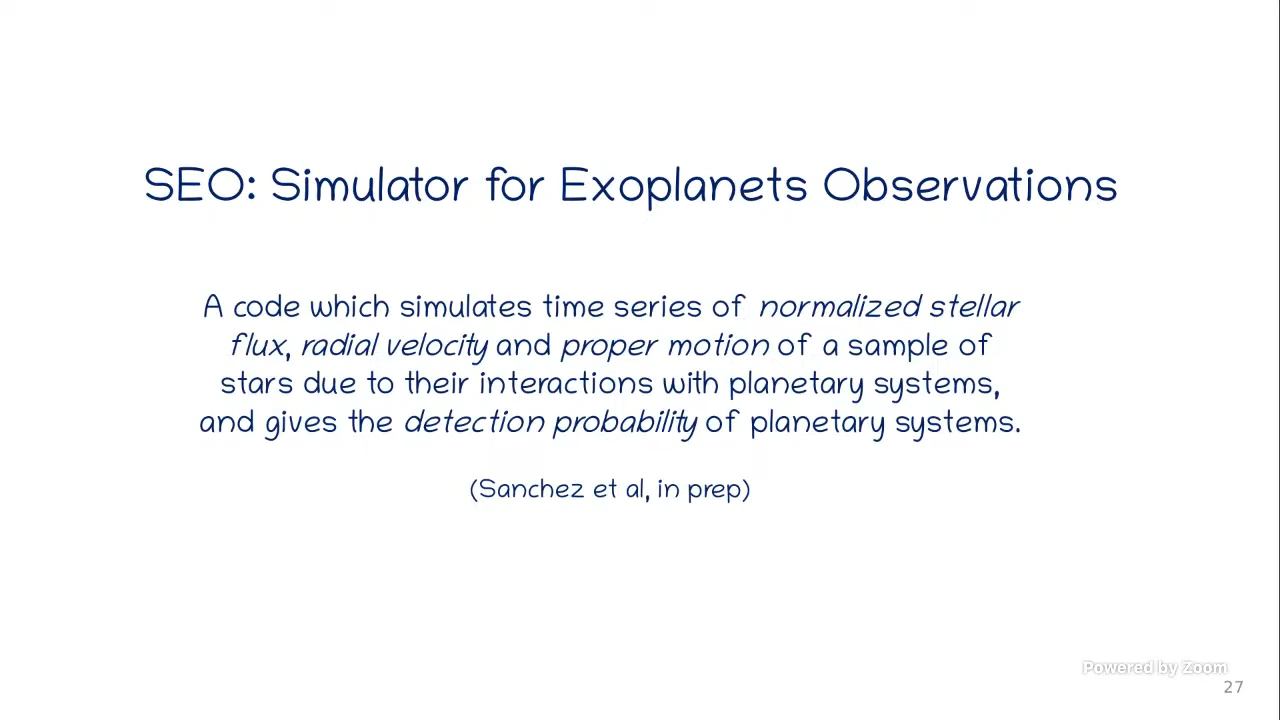 SEO: Simulator for Exoplanets Observations
A code which simulates time series of normalized stellar
flux, radial velocity and proper motion of a sample of
stars due to their interactions with planetary systems,
and gives the detection probability of planetary systems.
(Sanchez et al, in prep)
Powered by Zoom
27